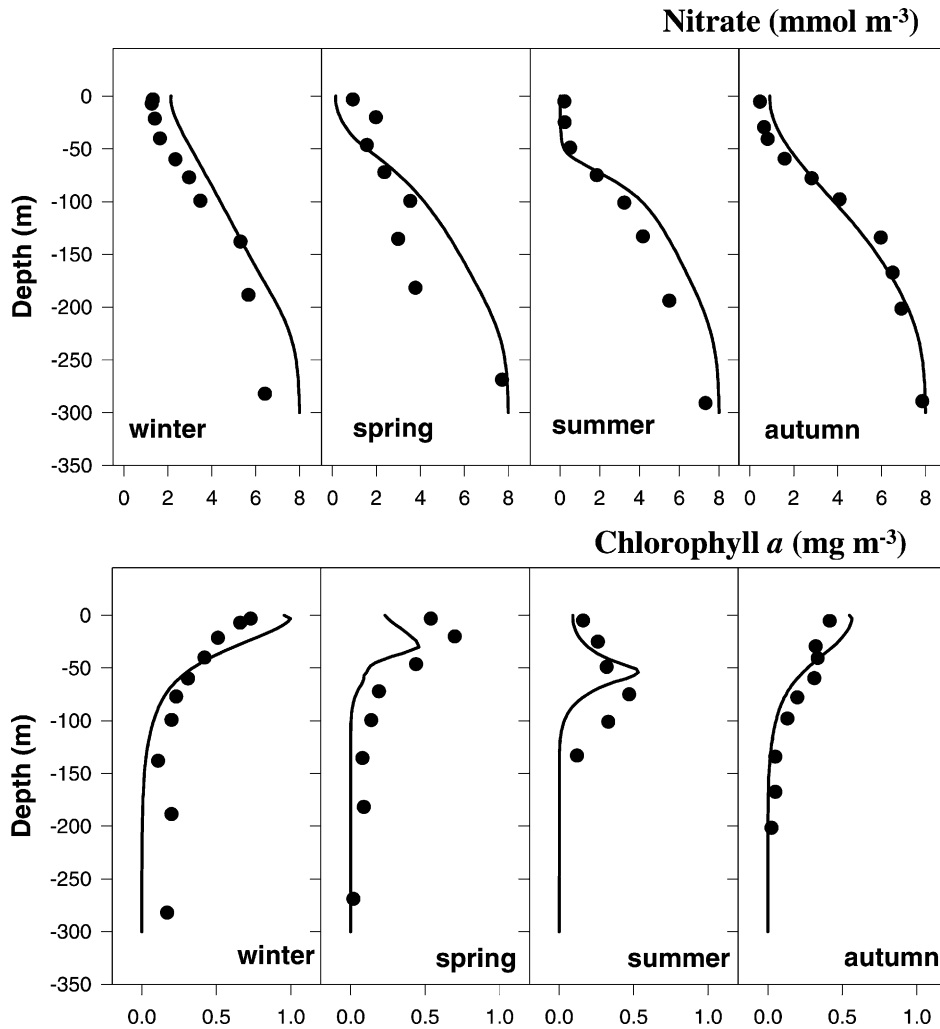 Nitrate (mmol m-3)
0
-50
-100
-150
-200
-250
-300
-350
Depth (m)
winter
spring
summer
autumn
0 2 4 6 8 0 2 4 6 8 0 2 4 6 8 0 2 4 6 8
Chlorophyll a (mg m-3)
0
-50
-100
-150
-200
-250
-300
-350
Depth (m)
winter
spring
summer
autumn
0.0 0.5 1.0 0.0 0.5 1.0 0.0 0.5 1.0 0.0 0.5 1.0